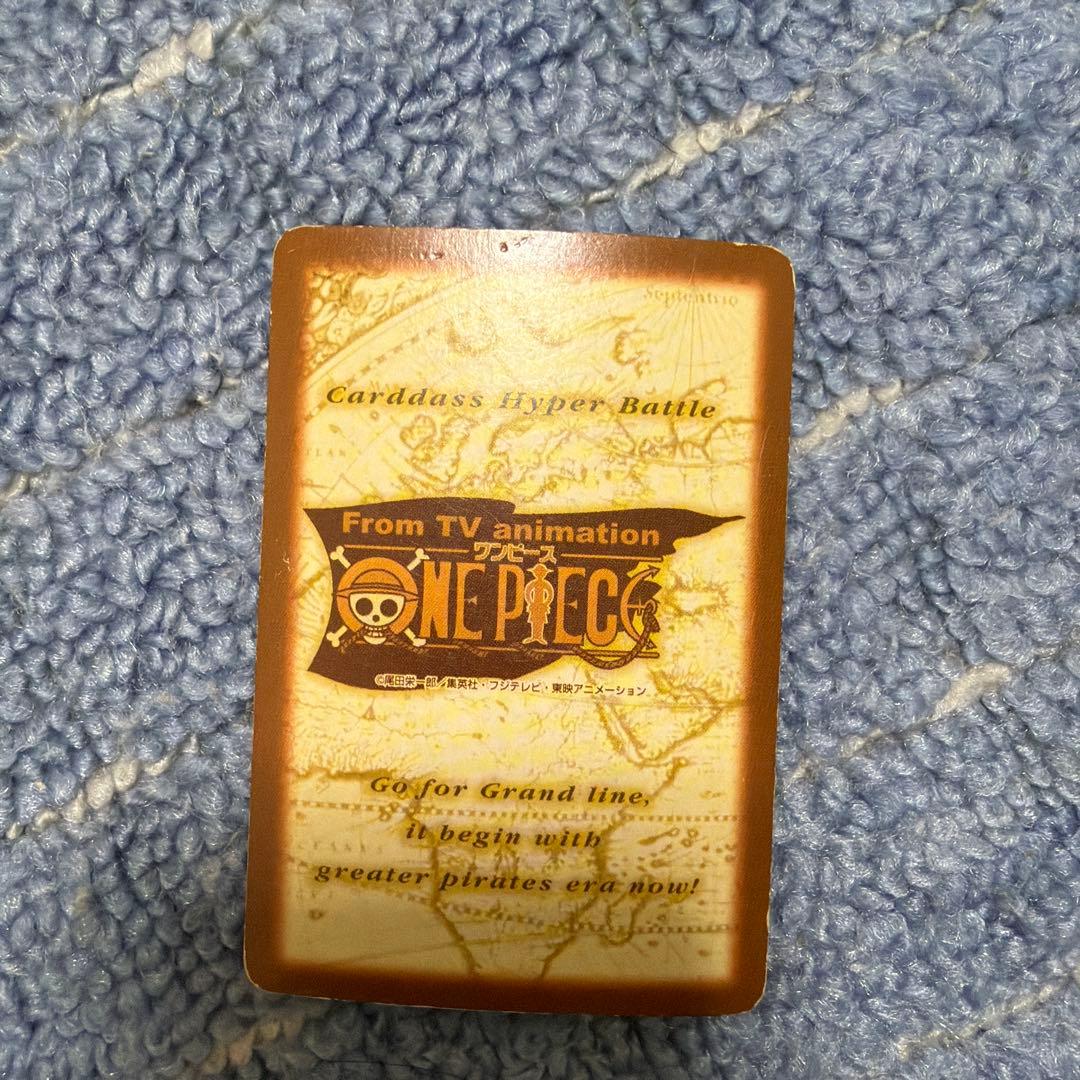 Septentrio
Carddass Hyper Battle
From TV animation
ワンピース
ONE PIECE
©尾田栄一郎／集英社・フジテレビ・東映アニメーション
Go for Grand line,
it begin with
greater pirates era now!